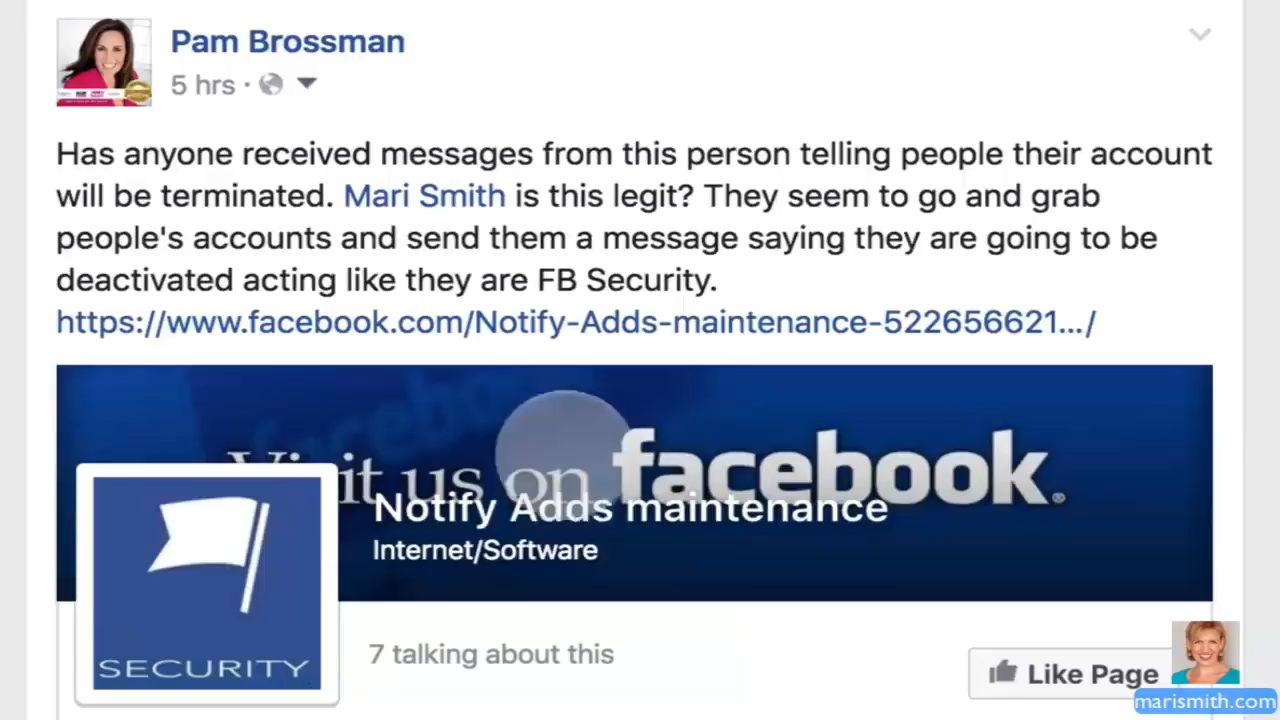 Pam Brossman
5 hrs ·
Has anyone received messages from this person telling people their account
will be terminated. Mari Smith is this legit? They seem to go and grab
people's accounts and send them a message saying they are going to be
deactivated acting like they are FB Security.
https://www.facebook.com/Notify-Adds-maintenance-522656621.../
facebook
Visit us on facebook®
Notify Adds maintenance
Internet/Software
SECURITY
7 talking about this
Like Page
marismith.com